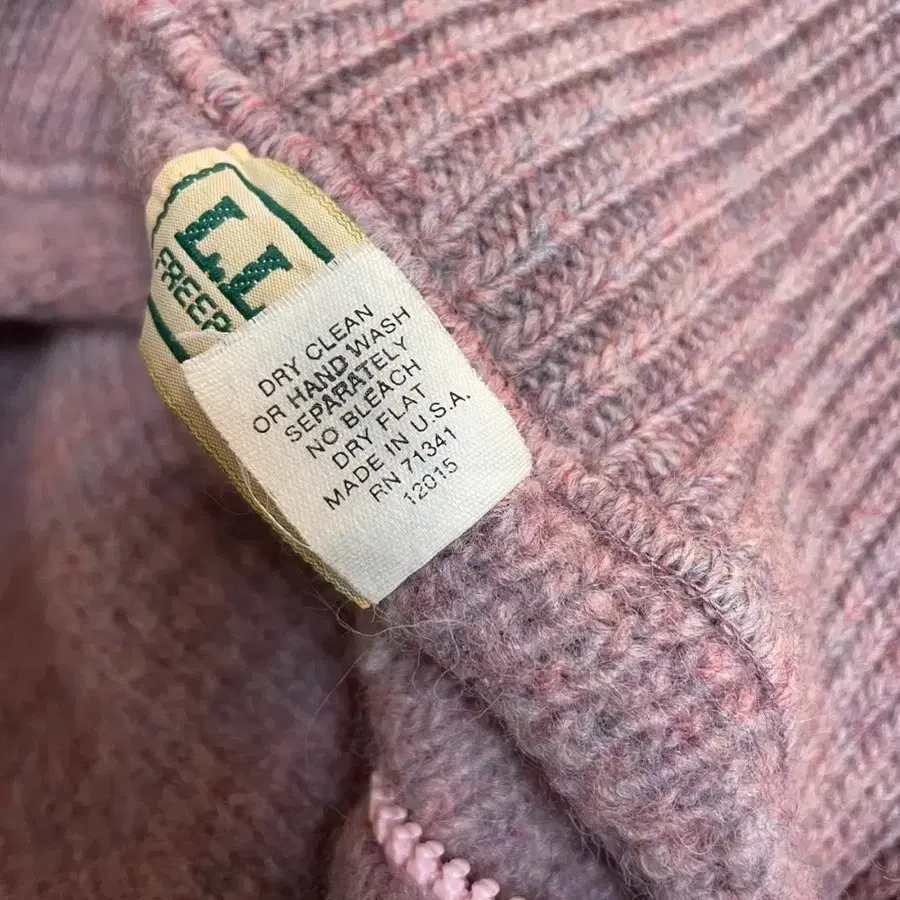 L.L.
FREEP
DRY CLEAN
OR HAND WASH
SEPARATELY
NO BLEACH
DRY FLAT
MADE IN U.S.A.
RN 71341
12015